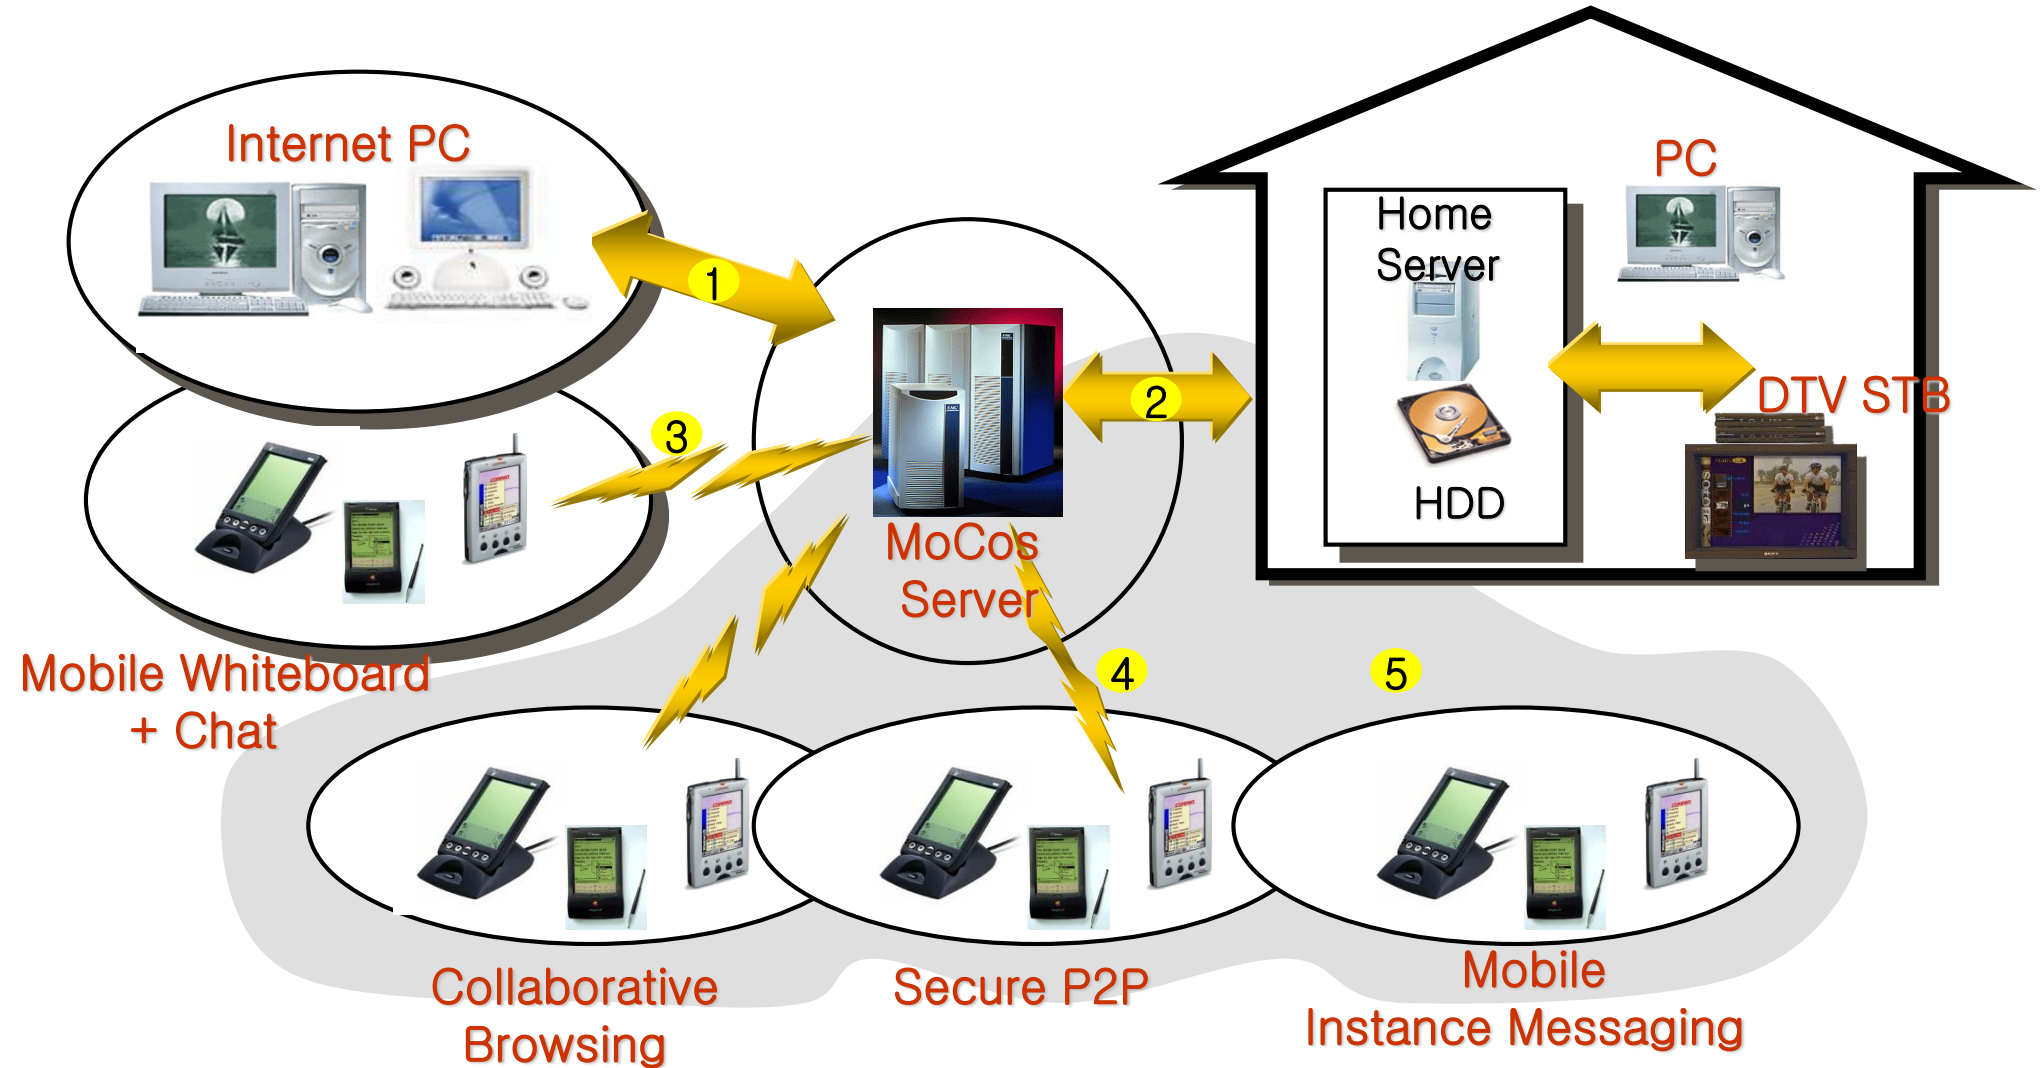 Internet PC
PC
Home
Server
1
2
DTV STB
3
HDD
MoCos
Server
Mobile Whiteboard
+ Chat
4
5
Collaborative
Browsing
Secure P2P
Mobile
Instance Messaging